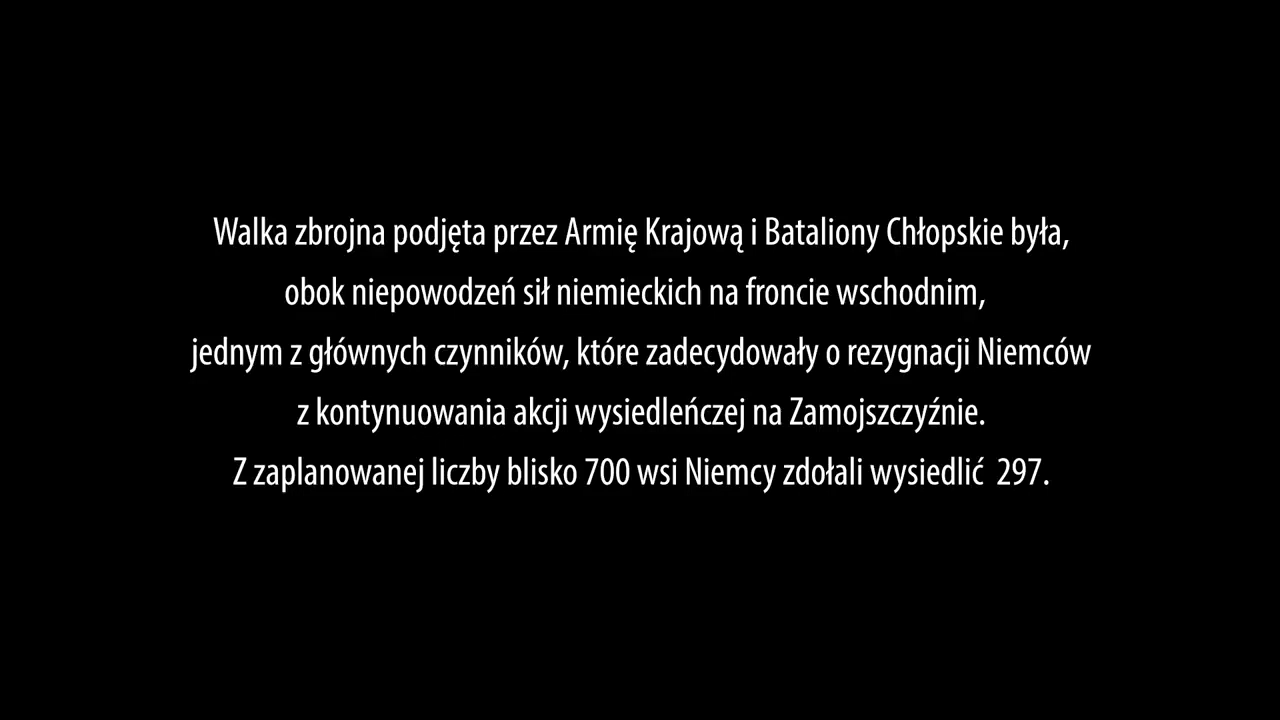 Walka zbrojna podjęta przez Armię Krajową i Bataliony Chłopskie była,
obok niepowodzeń sił niemieckich na froncie wschodnim,
jednym z głównych czynników, które zadecydowały o rezygnacji Niemców
z kontynuowania akcji wysiedleńczej na Zamojszczyźnie.
Z zaplanowanej liczby blisko 700 wsi Niemcy zdołali wysiedlić  297.